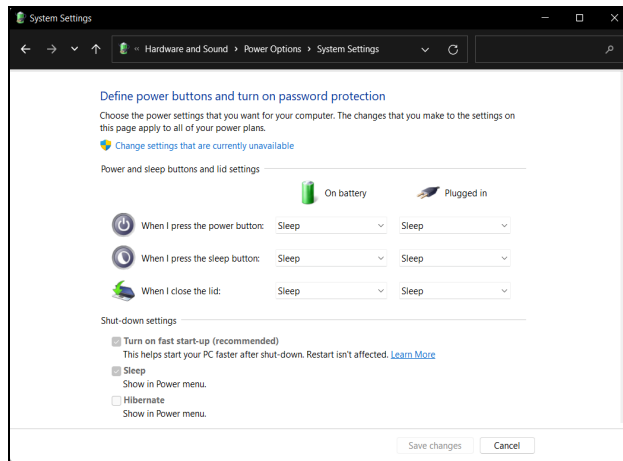 System Settings
« Hardware and Sound › Power Options › System Settings
Define power buttons and turn on password protection
Choose the power settings that you want for your computer. The changes that you make to the settings on
this page apply to all of your power plans.
Change settings that are currently unavailable
Power and sleep buttons and lid settings
On battery Plugged in
When I press the power button: Sleep Sleep
When I press the sleep button: Sleep Sleep
When I close the lid: Sleep Sleep
Shut-down settings
Turn on fast start-up (recommended)
This helps start your PC faster after shut-down. Restart isn't affected. Learn More
Sleep
Show in Power menu.
Hibernate
Show in Power menu.
Save changes Cancel